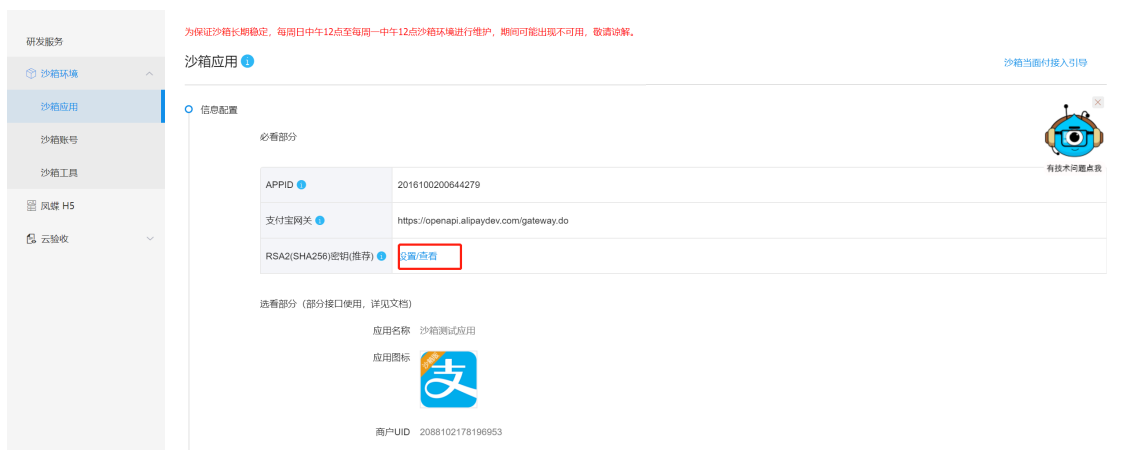 为保证沙箱长期稳定，每周日中午12点至每周一中午12点沙箱环境进行维护，期间可能出现不可用，敬请谅解。
研发服务
沙箱环境
沙箱应用
沙箱账号
沙箱工具
凤蝶 H5
云验收
沙箱应用
沙箱当面付接入引导
信息配置
必看部分
有技术问题点我
APPID 2016100200644279
支付宝网关 https://openapi.alipaydev.com/gateway.do
RSA2(SHA256)密钥(推荐) 设置/查看
选看部分（部分接口使用，详见文档）
应用名称 沙箱测试应用
应用图标
沙箱版
支
商户UID 2088102178196953